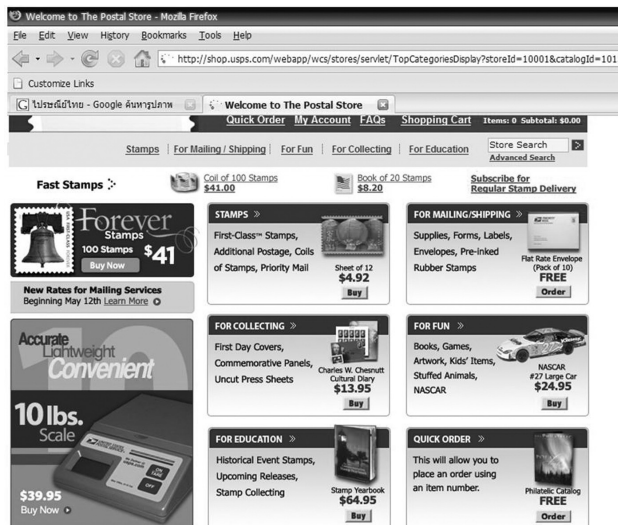 Welcome to The Postal Store - Mozilla Firefox
File Edit View History Bookmarks Tools Help
http://shop.usps.com/webapp/wcs/stores/servlet/TopCategoriesDisplay?storeId=10001&catalogId=101
Customize Links
ไปรษณีย์ไทย - Google ค้นหารูปภาพ
Welcome to The Postal Store
Quick Order My Account FAQs Shopping Cart Items: 0 Subtotal: $0.00
Stamps | For Mailing / Shipping | For Fun | For Collecting | For Education
Store Search
Advanced Search
Fast Stamps
Coil of 100 Stamps
$41.00
Book of 20 Stamps
$8.20
Subscribe for
Regular Stamp Delivery
Forever
Stamps
100 Stamps $41
Buy Now
New Rates for Mailing Services
Beginning May 12th Learn More
Accurate
Lightweight
Convenient
10
10 lbs.
Scale
ON
TARE
OFF
$39.95
Buy Now
STAMPS »
First-Class™ Stamps,
Additional Postage, Coils
of Stamps, Priority Mail
Sheet of 12
$4.92
Buy
FOR MAILING/SHIPPING »
Supplies, Forms, Labels,
Envelopes, Pre-inked
Rubber Stamps
Flat Rate Envelope
(Pack of 10)
FREE
Order
FOR COLLECTING »
First Day Covers,
Commemorative Panels,
Uncut Press Sheets
Charles W. Chesnutt
Cultural Diary
$13.95
Buy
FOR FUN »
Books, Games,
Artwork, Kids' Items,
Stuffed Animals,
NASCAR
NASCAR
#27 Large Car
$24.95
Buy
FOR EDUCATION »
Historical Event Stamps,
Upcoming Releases,
Stamp Collecting
Stamp Yearbook
$64.95
Buy
QUICK ORDER »
This will allow you to
place an order using
an item number.
Philatelic Catalog
FREE
Order